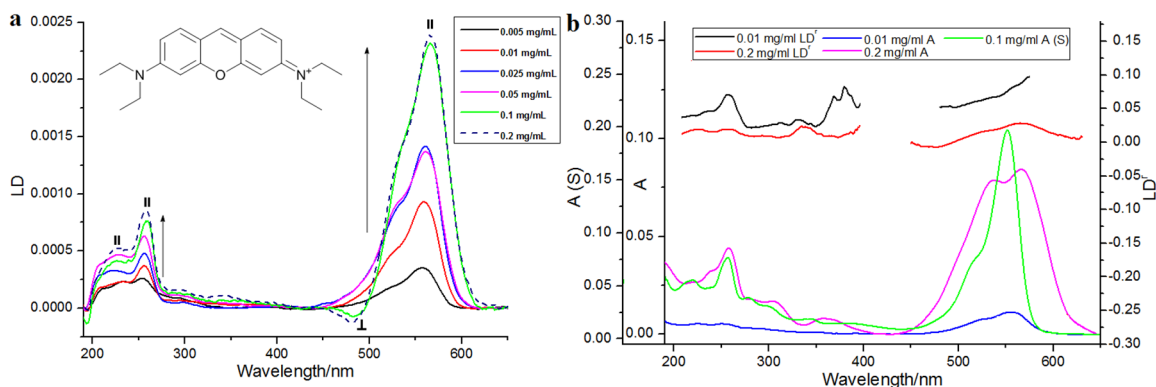 a
0.0025
0.0020
0.0015
0.0010
0.0005
0.0000
LD
N
O
N+
II
II
II
⊥
0.005 mg/mL
0.01 mg/mL
0.025 mg/mL
0.05 mg/mL
0.1 mg/mL
0.2 mg/mL
200 300 400 500 600
Wavelength/nm
b
0.30
0.25
0.20
0.15
0.10
0.05
0.00
A (S)
A
0.10
0.05
0.00
0.01 mg/ml LDr 0.01 mg/ml A 0.1 mg/ml A (S)
0.2 mg/ml LDr 0.2 mg/ml A
0.10
0.05
0.00
-0.05
-0.10
-0.15
-0.20
-0.25
-0.30
LDr
200 300 400 500 600
Wavelength/nm